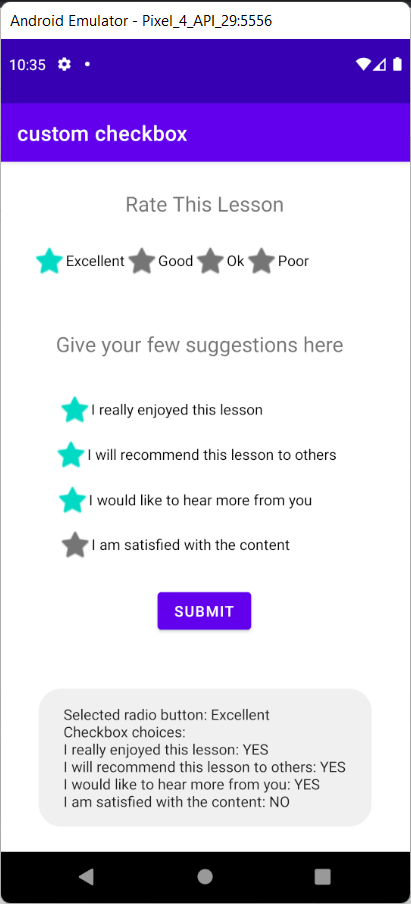 Android Emulator - Pixel_4_API_29:5556
10:35
custom checkbox
Rate This Lesson
Excellent Good Ok Poor
Give your few suggestions here
I really enjoyed this lesson
I will recommend this lesson to others
I would like to hear more from you
I am satisfied with the content
SUBMIT
Selected radio button: Excellent
Checkbox choices:
I really enjoyed this lesson: YES
I will recommend this lesson to others: YES
I would like to hear more from you: YES
I am satisfied with the content: NO